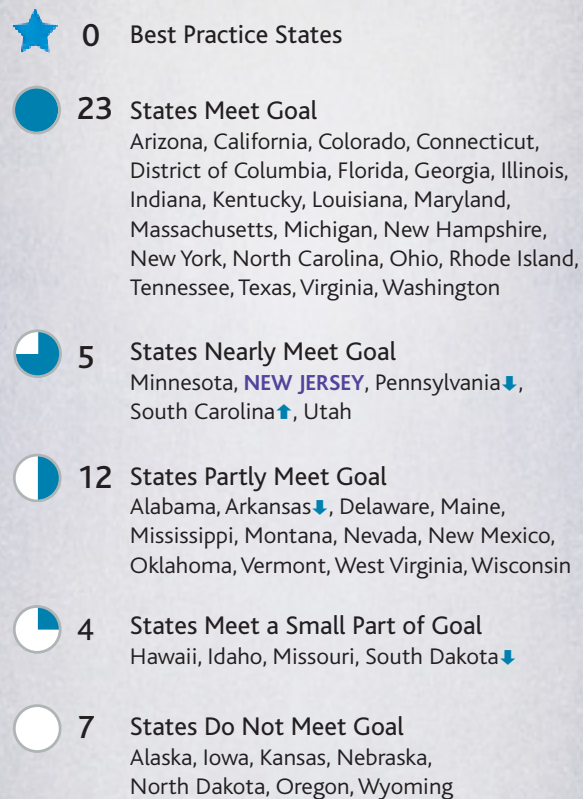 0 Best Practice States
23 States Meet Goal
Arizona, California, Colorado, Connecticut,
District of Columbia, Florida, Georgia, Illinois,
Indiana, Kentucky, Louisiana, Maryland,
Massachusetts, Michigan, New Hampshire,
New York, North Carolina, Ohio, Rhode Island,
Tennessee, Texas, Virginia, Washington
5 States Nearly Meet Goal
Minnesota, NEW JERSEY, Pennsylvania⬇,
South Carolina⬆, Utah
12 States Partly Meet Goal
Alabama, Arkansas⬇, Delaware, Maine,
Mississippi, Montana, Nevada, New Mexico,
Oklahoma, Vermont, West Virginia, Wisconsin
4 States Meet a Small Part of Goal
Hawaii, Idaho, Missouri, South Dakota⬇
7 States Do Not Meet Goal
Alaska, Iowa, Kansas, Nebraska,
North Dakota, Oregon, Wyoming